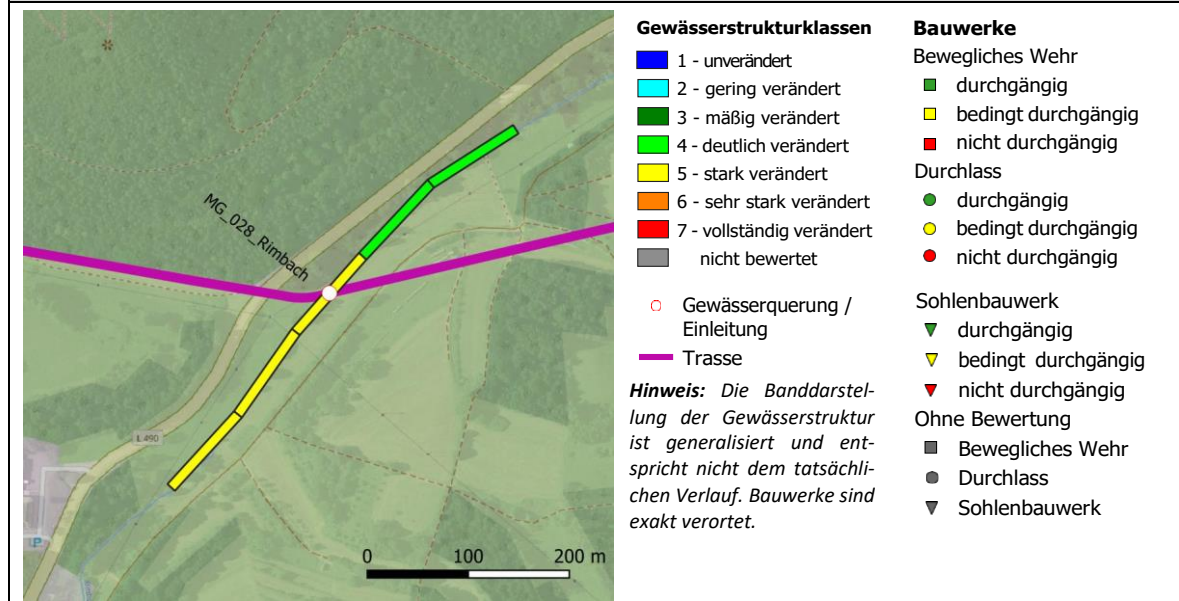 MG_028_Rimbach
L 490
P
0 100 200 m
Gewässerstrukturklassen
1 - unverändert
2 - gering verändert
3 - mäßig verändert
4 - deutlich verändert
5 - stark verändert
6 - sehr stark verändert
7 - vollständig verändert
nicht bewertet
Gewässerquerung /
Einleitung
Trasse
Hinweis: Die Banddarstel-
lung der Gewässerstruktur
ist generalisiert und ent-
spricht nicht dem tatsächli-
chen Verlauf. Bauwerke sind
exakt verortet.
Bauwerke
Bewegliches Wehr
durchgängig
bedingt durchgängig
nicht durchgängig
Durchlass
durchgängig
bedingt durchgängig
nicht durchgängig
Sohlenbauwerk
durchgängig
bedingt durchgängig
nicht durchgängig
Ohne Bewertung
Bewegliches Wehr
Durchlass
Sohlenbauwerk